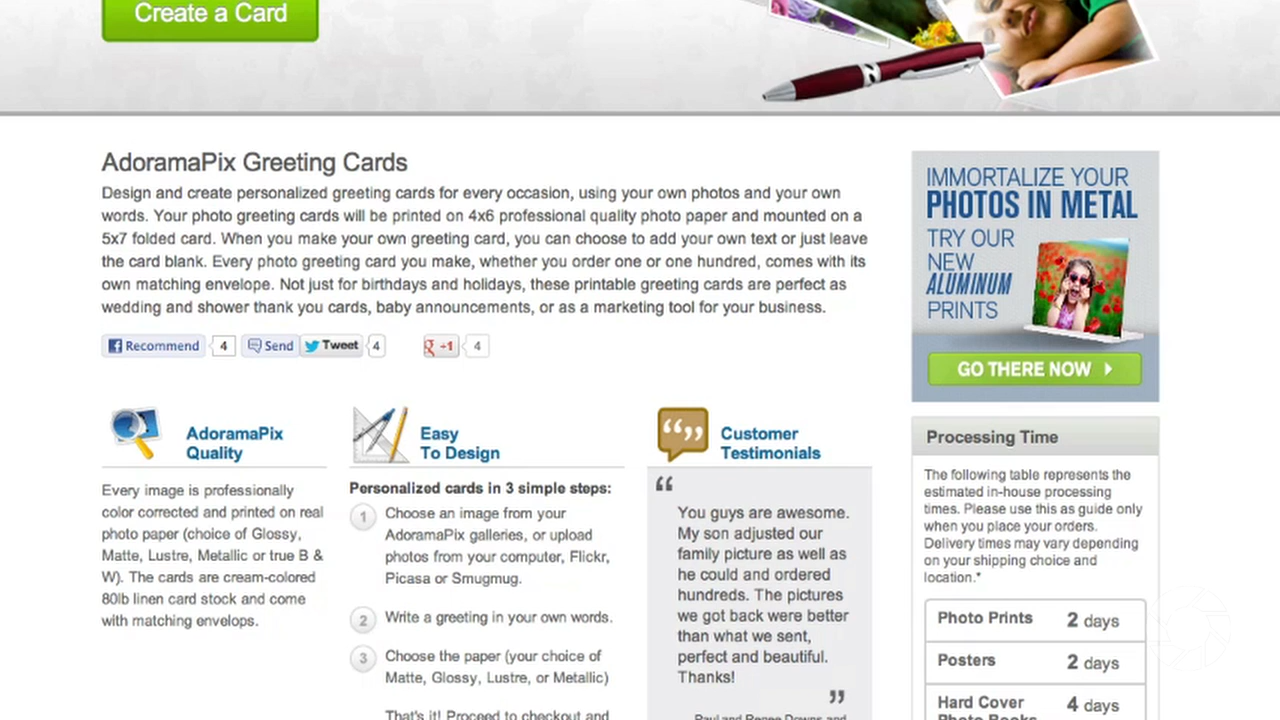 Create a Card
AdoramaPix Greeting Cards
Design and create personalized greeting cards for every occasion, using your own photos and your own
words. Your photo greeting cards will be printed on 4x6 professional quality photo paper and mounted on a
5x7 folded card. When you make your own greeting card, you can choose to add your own text or just leave
the card blank. Every photo greeting card you make, whether you order one or one hundred, comes with its
own matching envelope. Not just for birthdays and holidays, these printable greeting cards are perfect as
wedding and shower thank you cards, baby announcements, or as a marketing tool for your business.
Recommend 4 Send Tweet 4 +1 4
AdoramaPix
Quality
Every image is professionally
color corrected and printed on real
photo paper (choice of Glossy,
Matte, Lustre, Metallic or true B &
W). The cards are cream-colored
80lb linen card stock and come
with matching envelops.
Easy
To Design
Personalized cards in 3 simple steps:
1 Choose an image from your
AdoramaPix galleries, or upload
photos from your computer, Flickr,
Picasa or Smugmug.
2 Write a greeting in your own words.
3 Choose the paper (your choice of
Matte, Glossy, Lustre, or Metallic)
That's it! Proceed to checkout and
Customer
Testimonials
“
You guys are awesome.
My son adjusted our
family picture as well as
he could and ordered
hundreds. The pictures
we got back were better
than what we sent,
perfect and beautiful.
Thanks!
”
Paul and Renee Downs and
IMMORTALIZE YOUR
PHOTOS IN METAL
TRY OUR
NEW
ALUMINUM
PRINTS
GO THERE NOW
Processing Time
The following table represents the
estimated in-house processing
times. Please use this as guide only
when you place your orders.
Delivery times may vary depending
on your shipping choice and
location.*
Photo Prints 2 days
Posters 2 days
Hard Cover 4 days
Photo Books